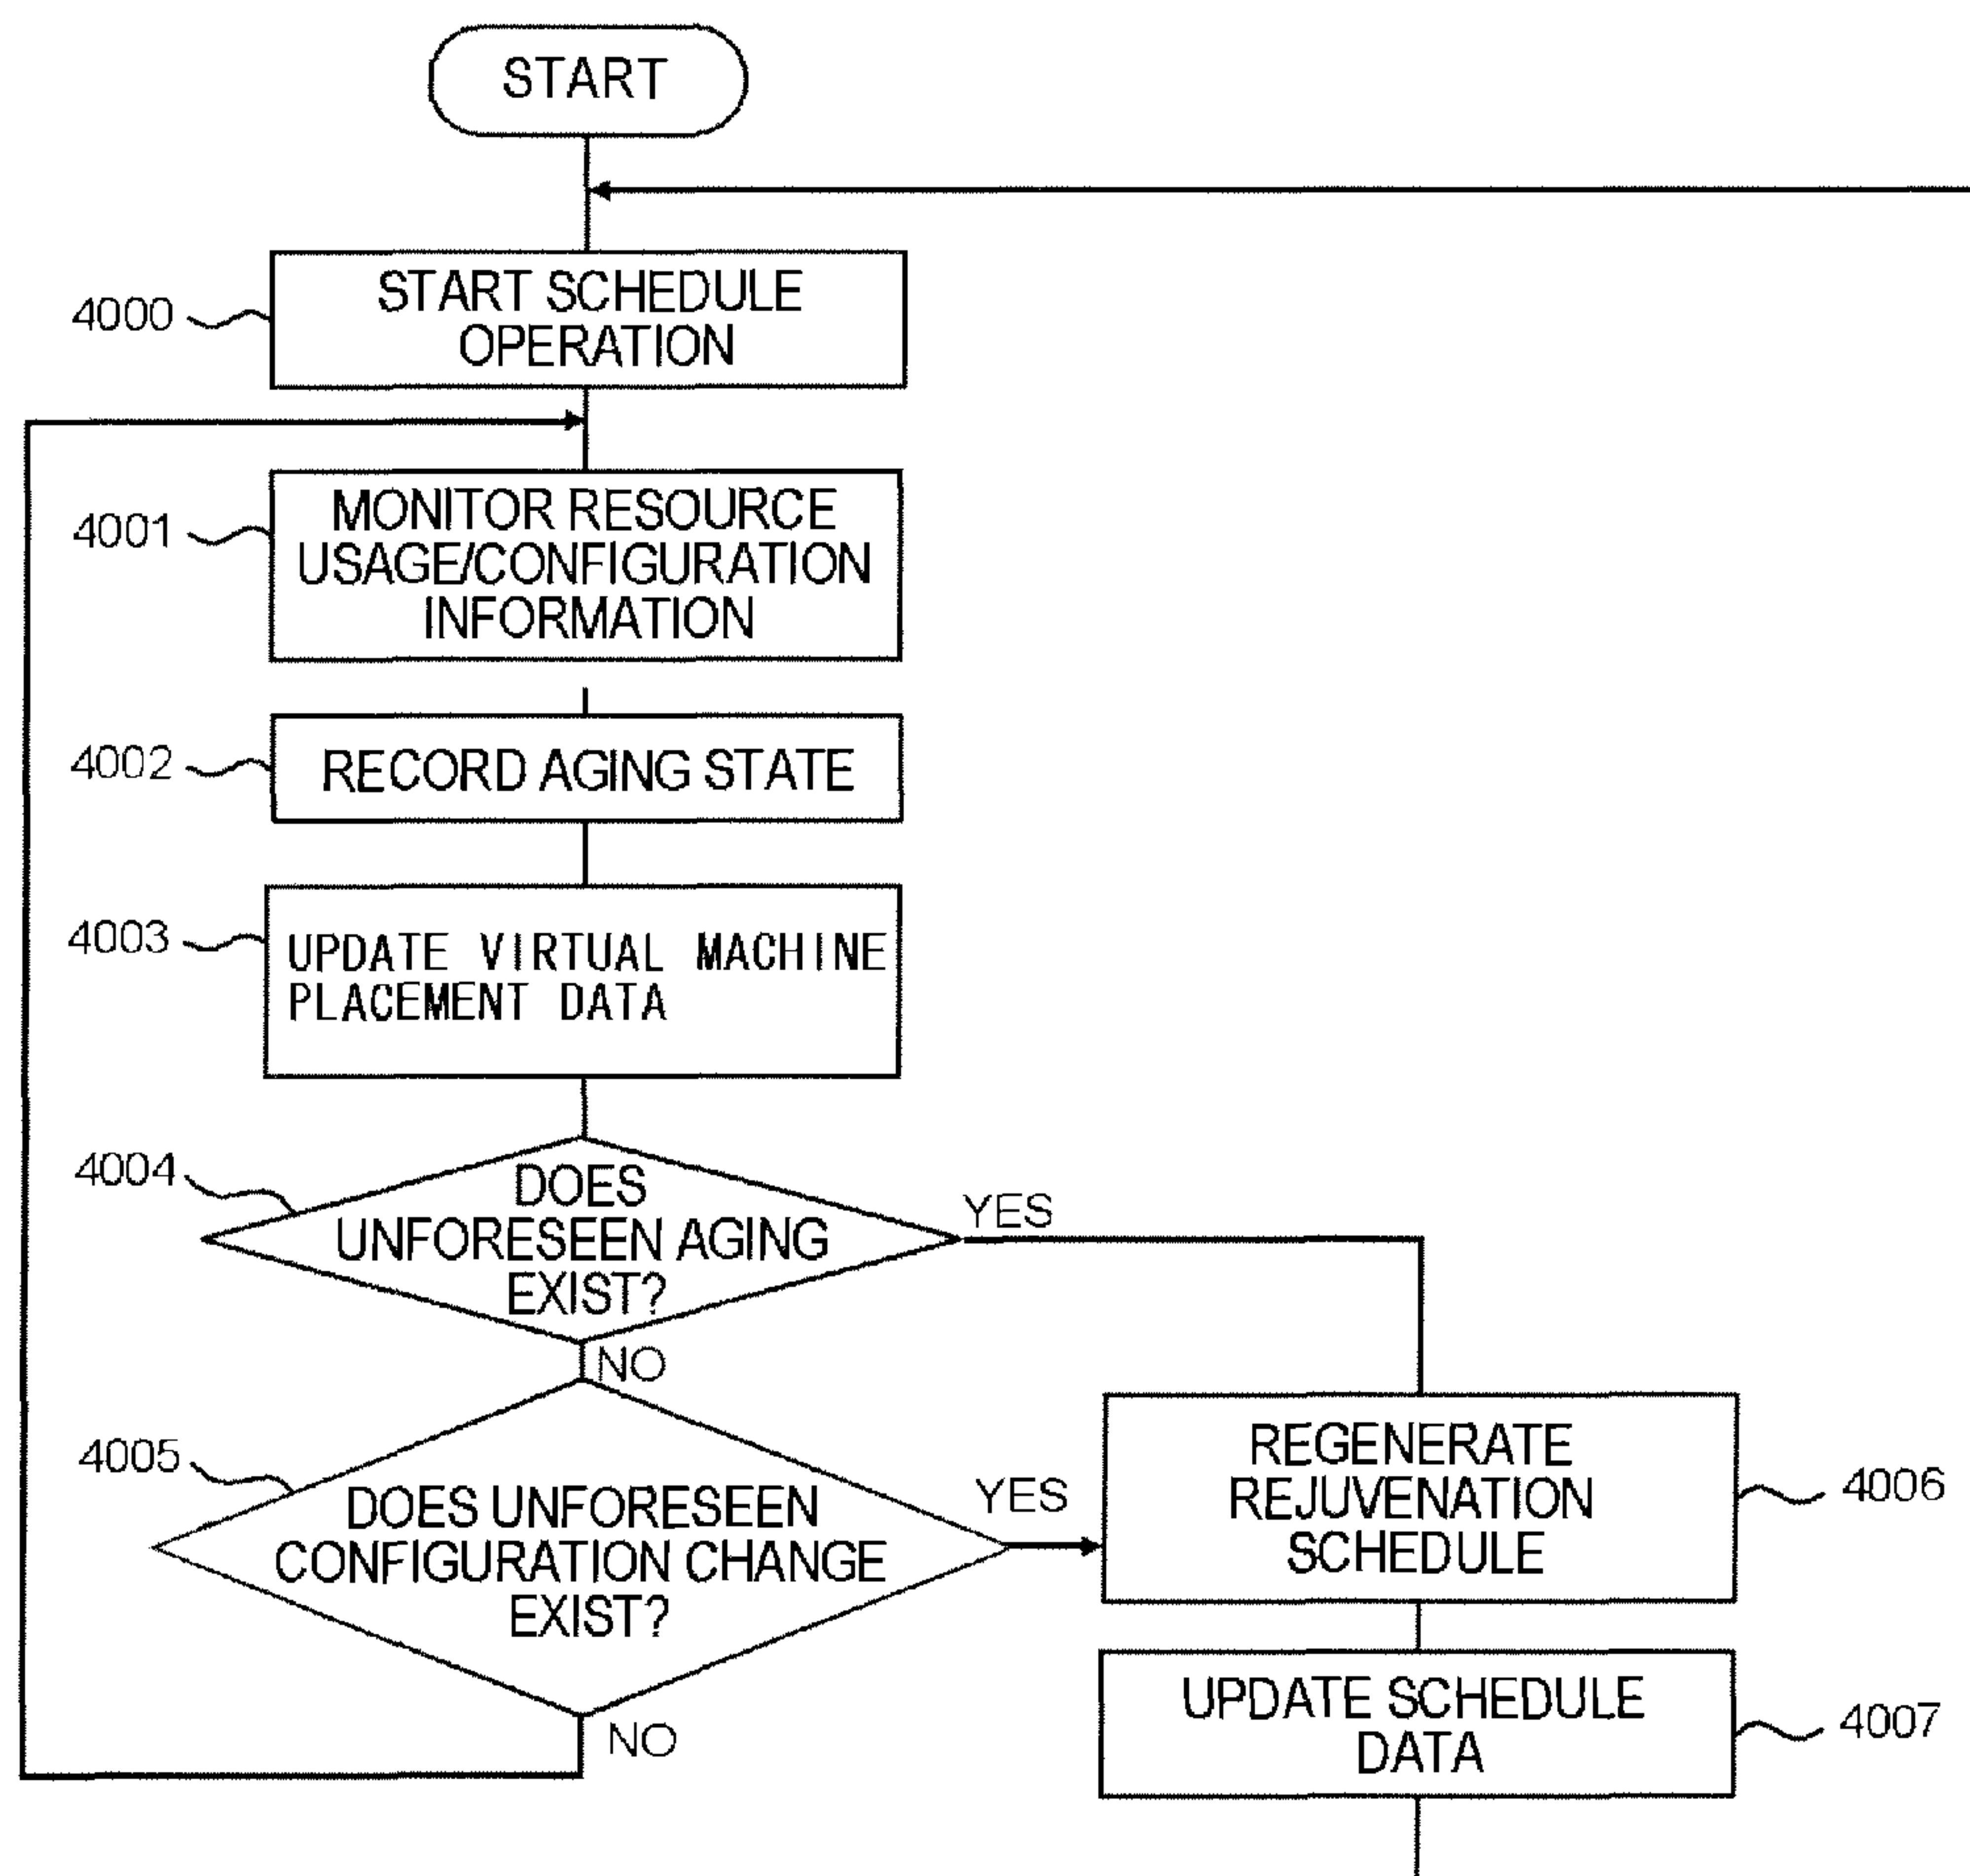 START
4000
START SCHEDULE
OPERATION
4001
MONITOR RESOURCE
USAGE/CONFIGURATION
INFORMATION
4002
RECORD AGING STATE
4003
UPDATE VIRTUAL MACHINE
PLACEMENT DATA
4004
DOES
UNFORESEEN AGING
EXIST?
YES
NO
4005
DOES UNFORESEEN
CONFIGURATION CHANGE
EXIST?
YES
NO
REGENERATE
REJUVENATION
SCHEDULE
4006
UPDATE SCHEDULE
DATA
4007